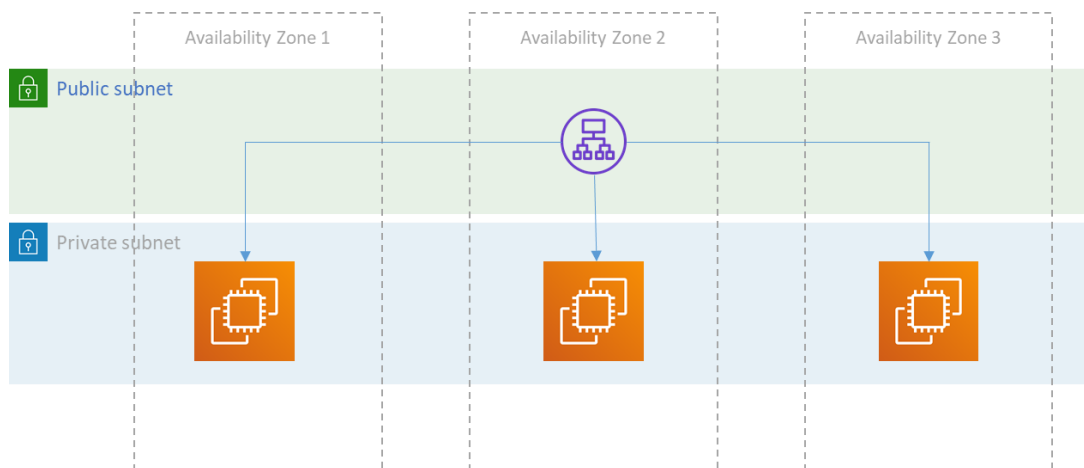 Availability Zone 1
Availability Zone 2
Availability Zone 3
Public subnet
Private subnet